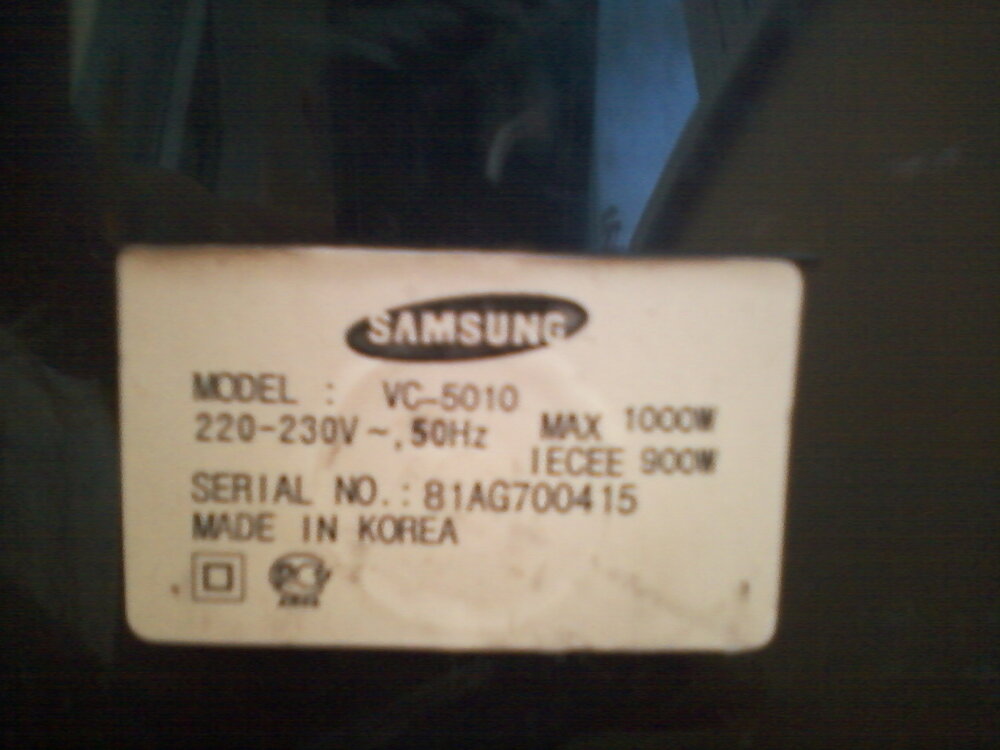 SAMSUNG
MODEL : VC-5010
220-230V ~, 50Hz MAX 1000W
IECEE 900W
SERIAL NO.: 81AG700415
MADE IN KOREA